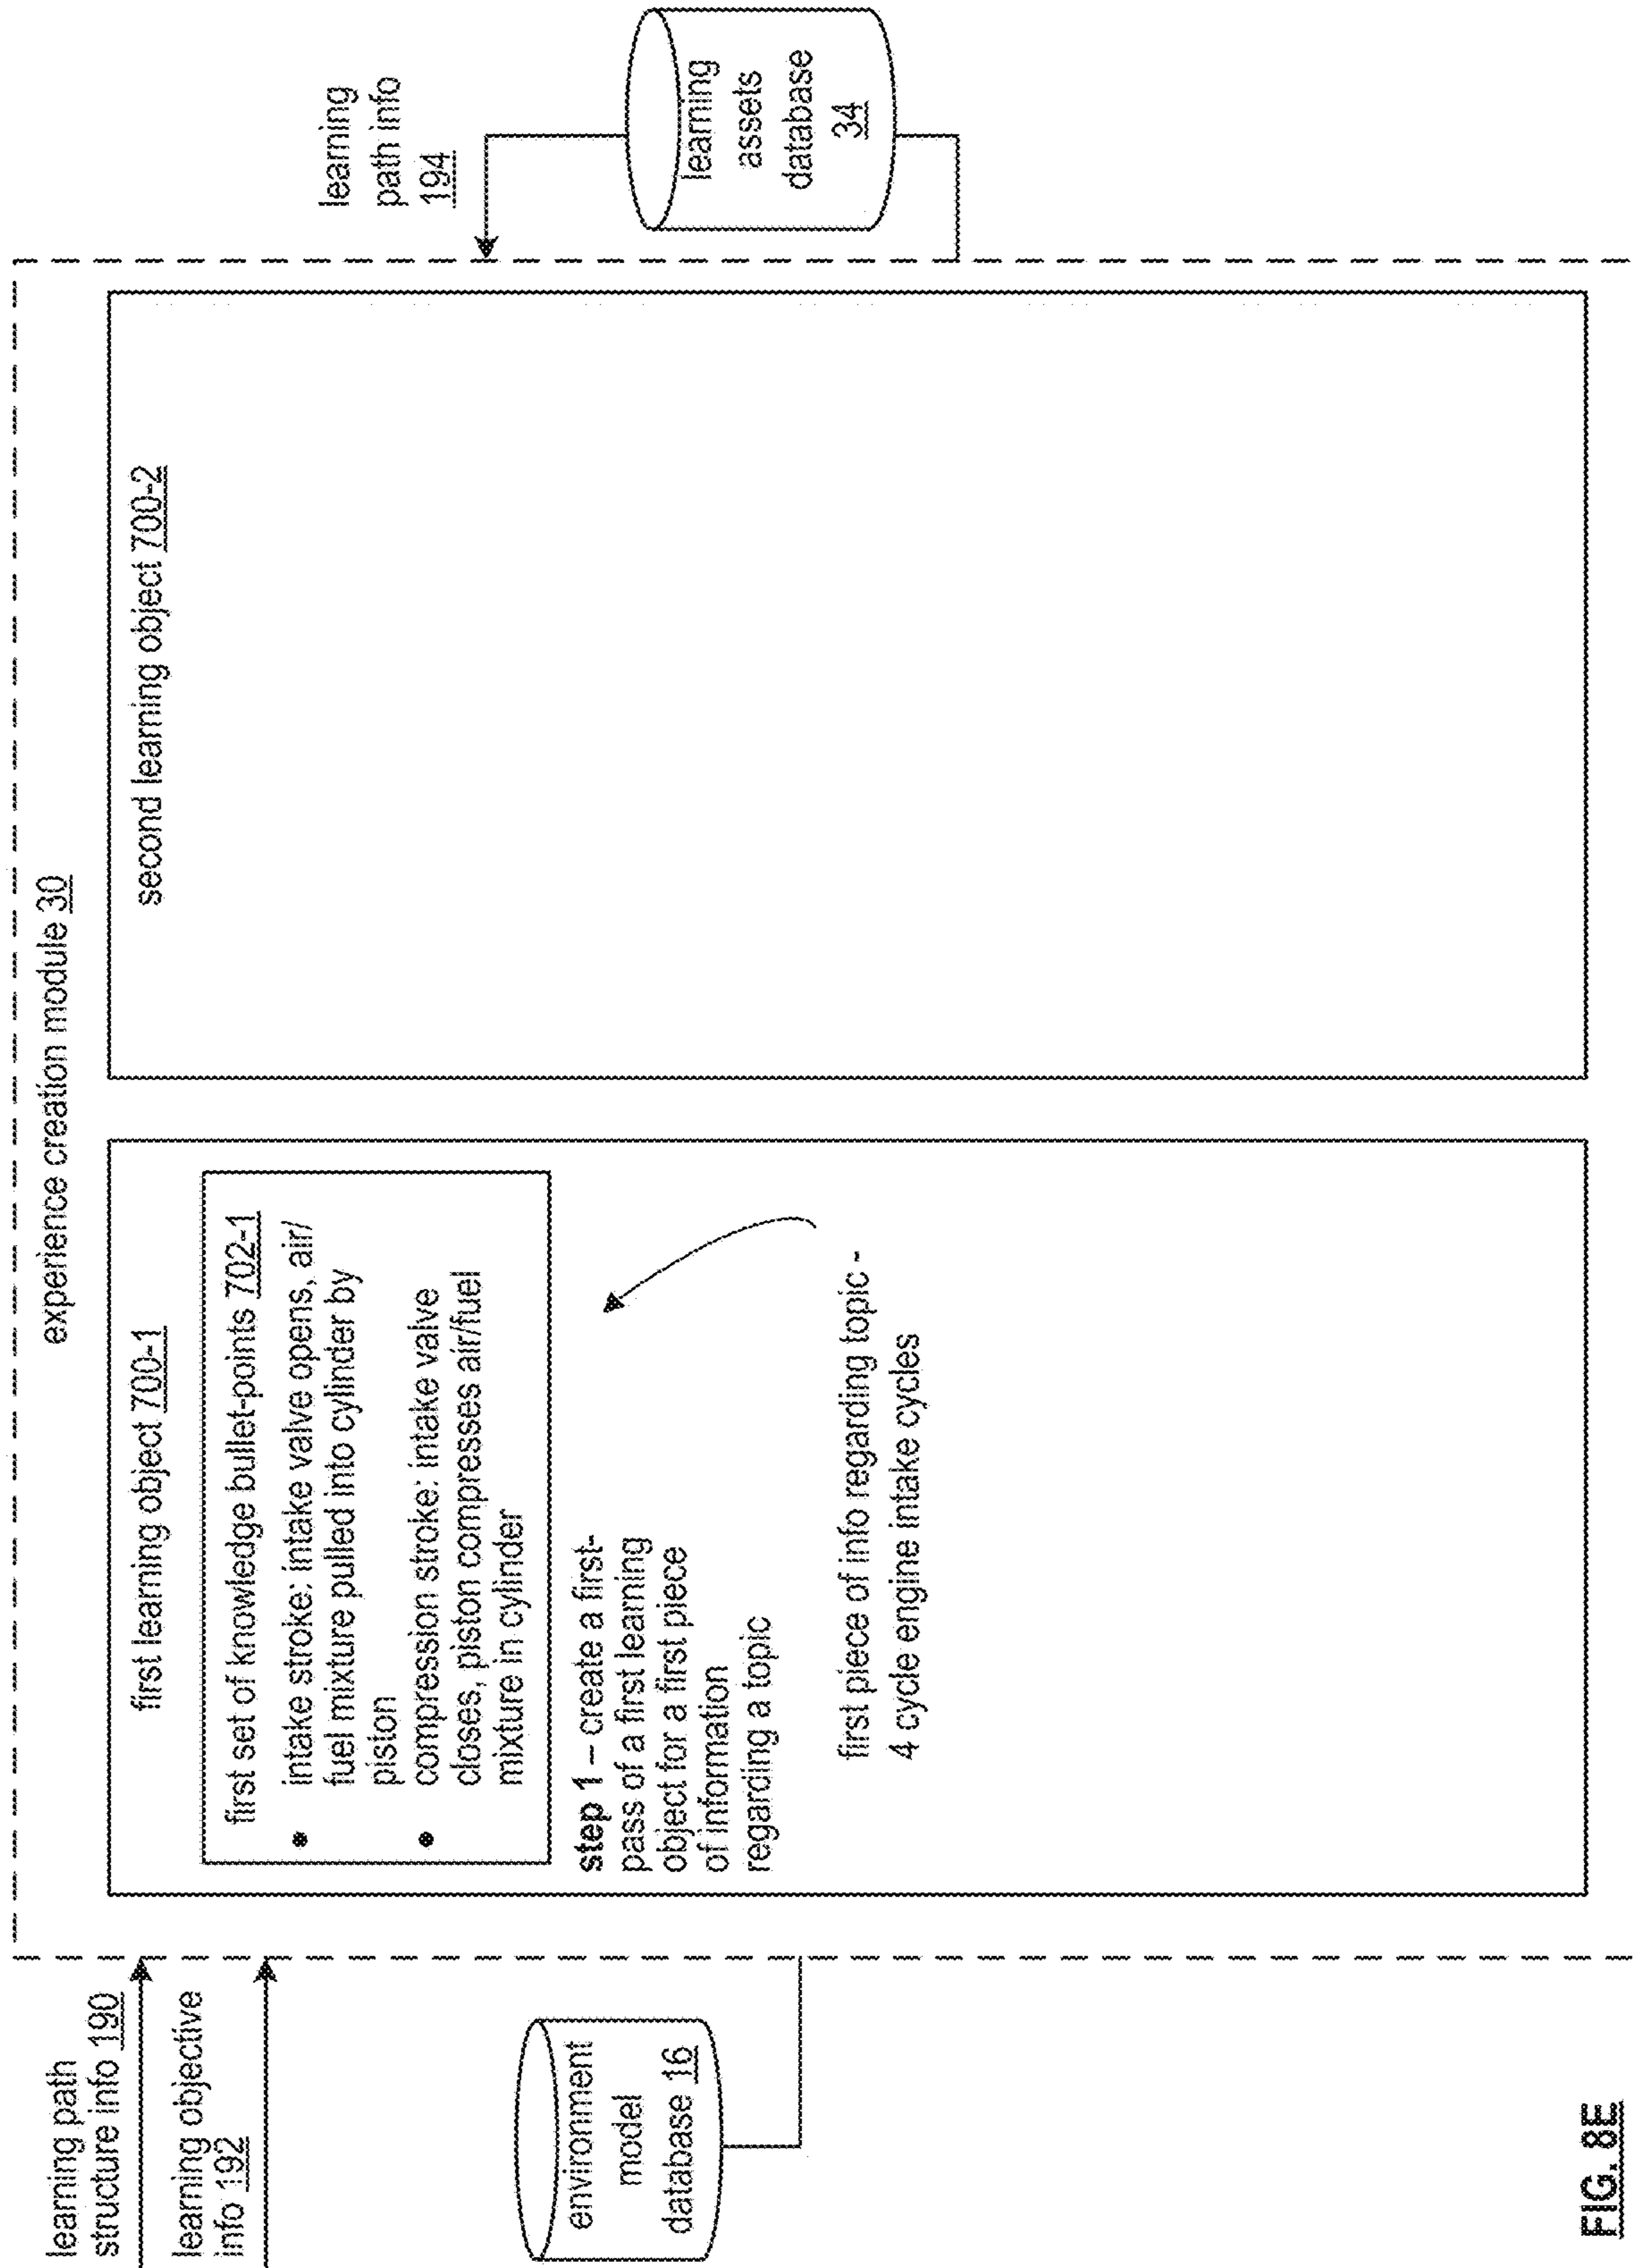 experience creation module 30
learning path
structure info 190
learning objective
info 192
environment
model
database 16
first learning object 700-1
first set of knowledge bullet-points 702-1
• intake stroke: intake valve opens, air/
fuel mixture pulled into cylinder by
piston
• compression stroke: intake valve
closes, piston compresses air/fuel
mixture in cylinder
step 1 – create a first-
pass of a first learning
object for a first piece
of information
regarding a topic
first piece of info regarding topic -
4 cycle engine intake cycles
second learning object 700-2
learning
path info
194
learning
assets
database
34
FIG. 8E